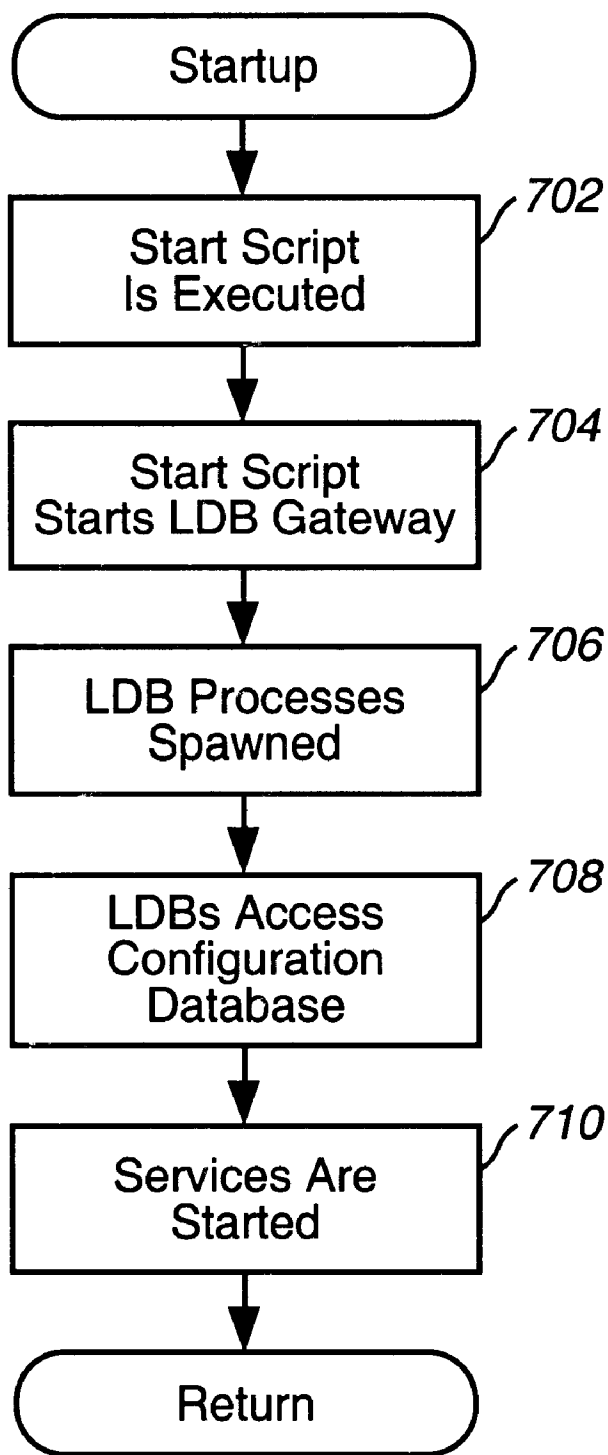 Startup
702
Start Script
Is Executed
704
Start Script
Starts LDB Gateway
706
LDB Processes
Spawned
708
LDBs Access
Configuration
Database
710
Services Are
Started
Return